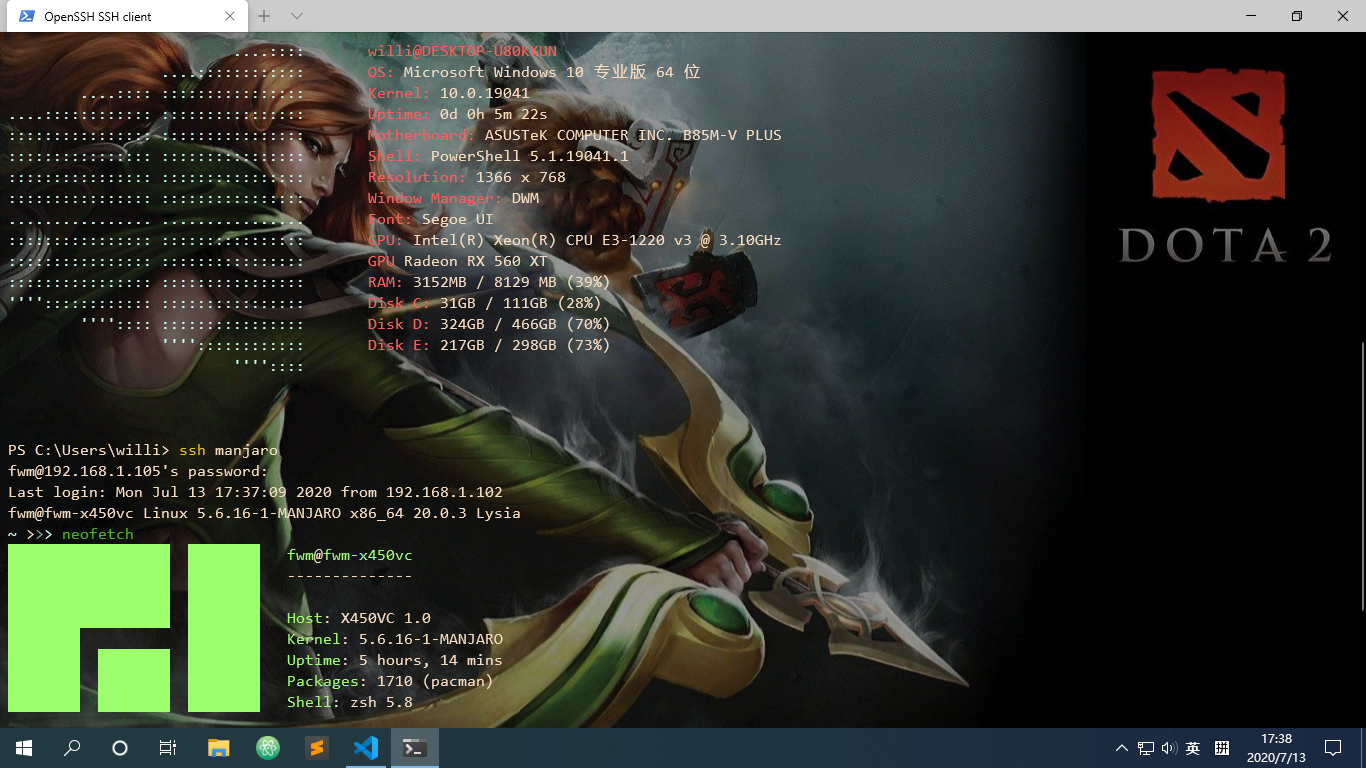 OpenSSH SSH client
willi@DESKTOP-U80KKUN
OS: Microsoft Windows 10 专业版 64 位
Kernel: 10.0.19041
Uptime: 0d 0h 5m 22s
Motherboard: ASUSTeK COMPUTER INC. B85M-V PLUS
Shell: PowerShell 5.1.19041.1
Resolution: 1366 x 768
Window Manager: DWM
Font: Segoe UI
CPU: Intel(R) Xeon(R) CPU E3-1220 v3 @ 3.10GHz
GPU Radeon RX 560 XT
RAM: 3152MB / 8129 MB (39%)
Disk C: 31GB / 111GB (28%)
Disk D: 324GB / 466GB (70%)
Disk E: 217GB / 298GB (73%)
DOTA 2
PS C:\Users\willi> ssh manjaro
fwm@192.168.1.105's password:
Last login: Mon Jul 13 17:37:09 2020 from 192.168.1.102
fwm@fwm-x450vc Linux 5.6.16-1-MANJARO x86_64 20.0.3 Lysia
~ >>> neofetch
fwm@fwm-x450vc
--------------
Host: X450VC 1.0
Kernel: 5.6.16-1-MANJARO
Uptime: 5 hours, 14 mins
Packages: 1710 (pacman)
Shell: zsh 5.8
英 拼
17:38
2020/7/13